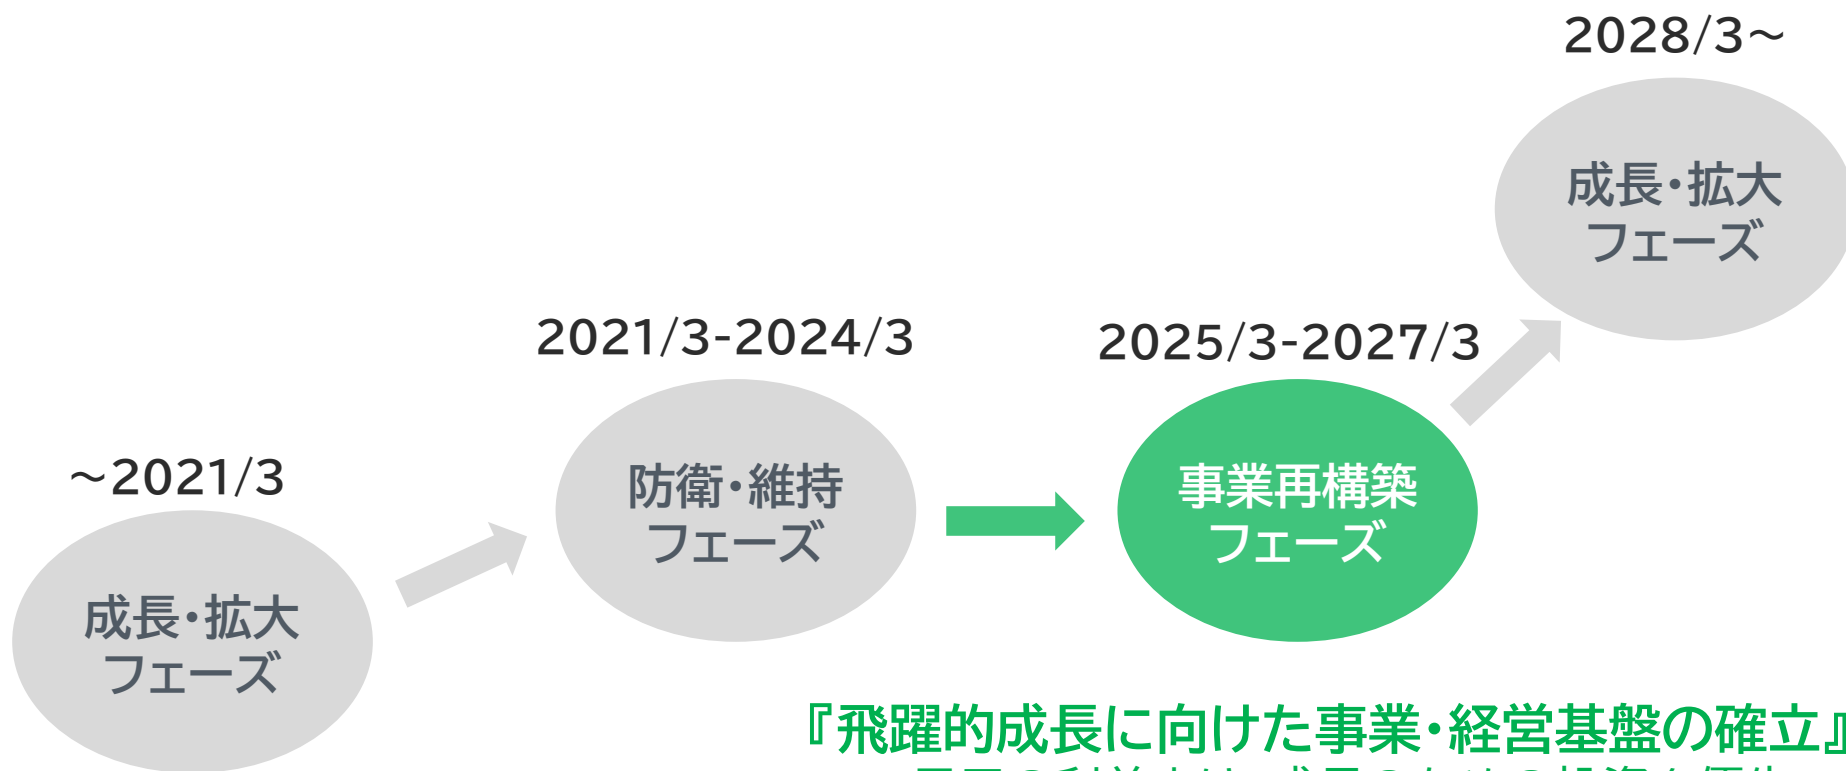 2028/3～
成長・拡大
フェーズ
2021/3-2024/3
2025/3-2027/3
防衛・維持
フェーズ
事業再構築
フェーズ
～2021/3
成長・拡大
フェーズ
『飛躍的成長に向けた事業・経営基盤の確立』